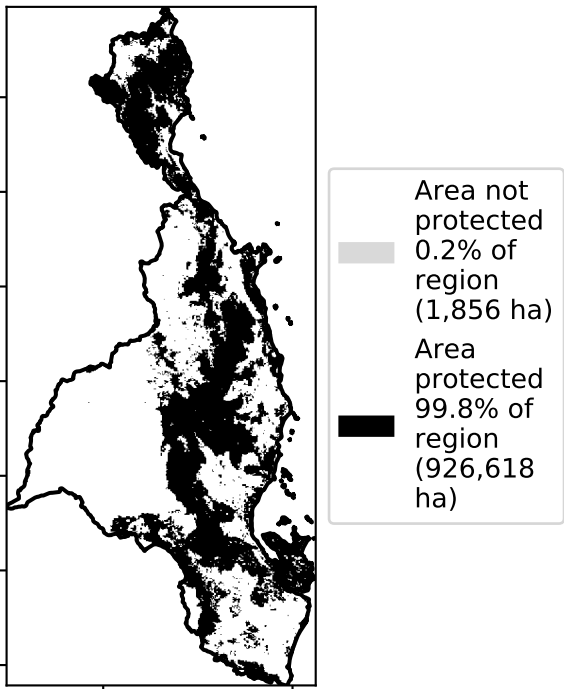 Area not
protected
0.2% of
region
(1,856 ha)
Area
protected
99.8% of
region
(926,618
ha)